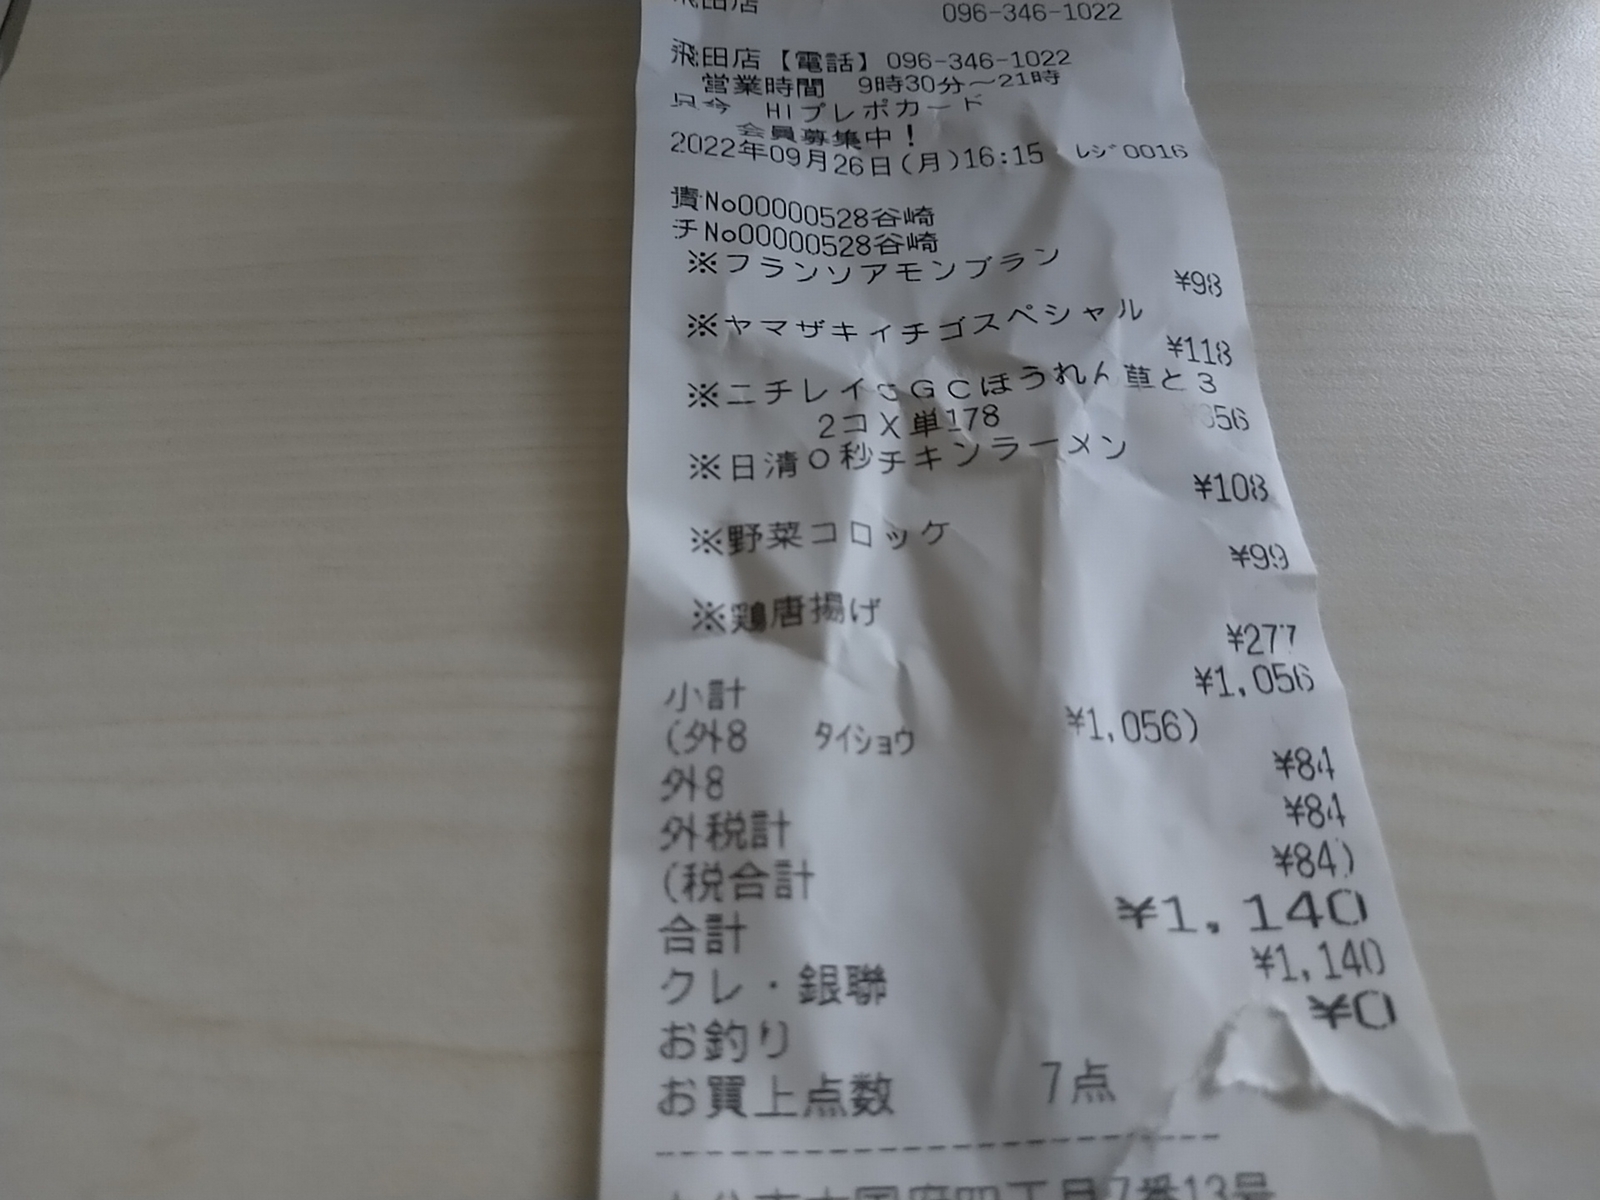 飛田店 096-346-1022
飛田店【電話】096-346-1022
営業時間 9時30分～21時
只今 HIプレポカード
会員募集中！
2022年09月26日(月)16:15 ﾚｼﾞ0016
責No00000528谷崎
チNo00000528谷崎
※フランソアモンブラン
¥98
※ヤマザキイチゴスペシャル
¥118
※ニチレイSGCほうれん草と3
2コX単178 ¥356
※日清0秒チキンラーメン
¥108
※野菜コロッケ
¥99
※鶏唐揚げ
¥277
小計 ¥1,056
(外8 ﾀｲｼｮｳ ¥1,056)
外8 ¥84
外税計 ¥84
(税合計 ¥84)
合計 ¥1,140
クレ・銀聯 ¥1,140
お釣り ¥0
お買上点数 7点